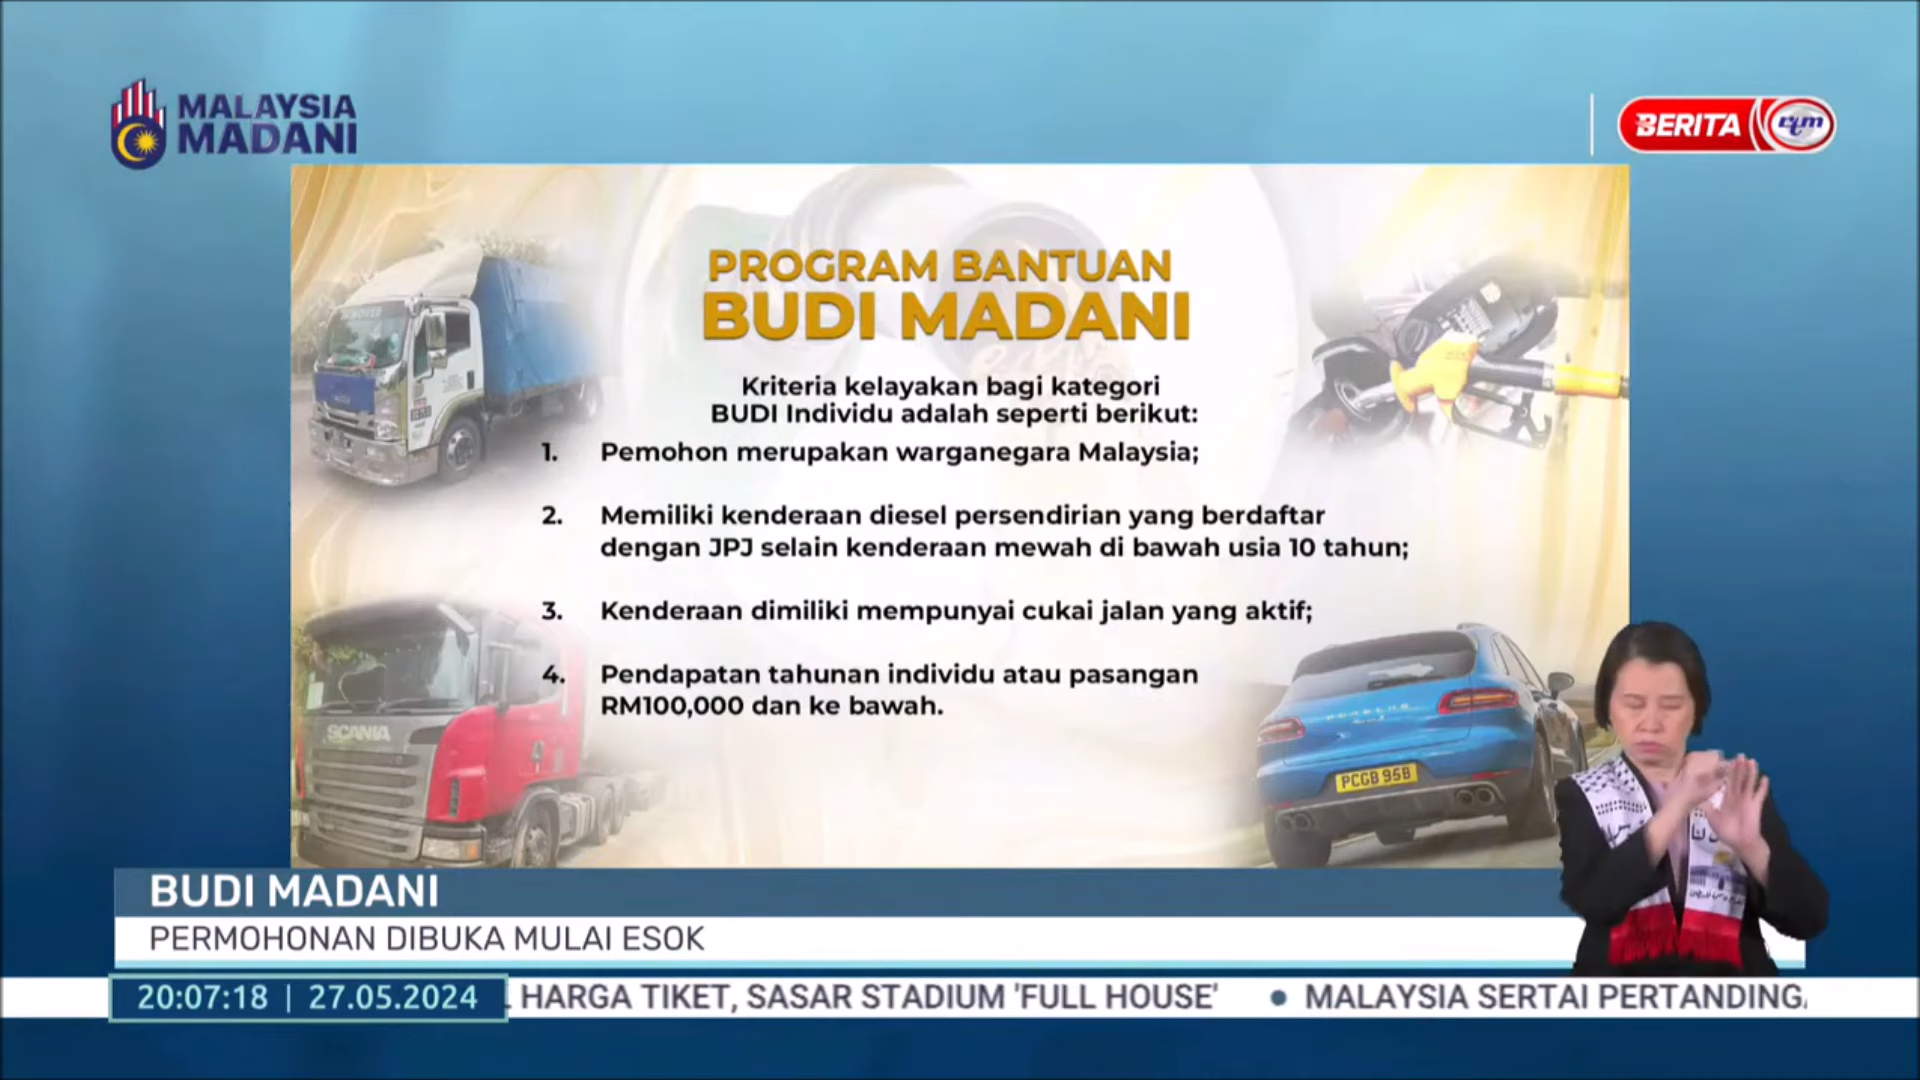 MALAYSIA
MADANI
BERITA rtm
PROGRAM BANTUAN
BUDI MADANI
Kriteria kelayakan bagi kategori
BUDI Individu adalah seperti berikut:
1. Pemohon merupakan warganegara Malaysia;
2. Memiliki kenderaan diesel persendirian yang berdaftar
dengan JPJ selain kenderaan mewah di bawah usia 10 tahun;
3. Kenderaan dimiliki mempunyai cukai jalan yang aktif;
4. Pendapatan tahunan individu atau pasangan
RM100,000 dan ke bawah.
SCANIA
PORSCHE
PCGB 95B
BUDI MADANI
PERMOHONAN DIBUKA MULAI ESOK
20:07:18 | 27.05.2024
HARGA TIKET, SASAR STADIUM 'FULL HOUSE' • MALAYSIA SERTAI PERTANDING